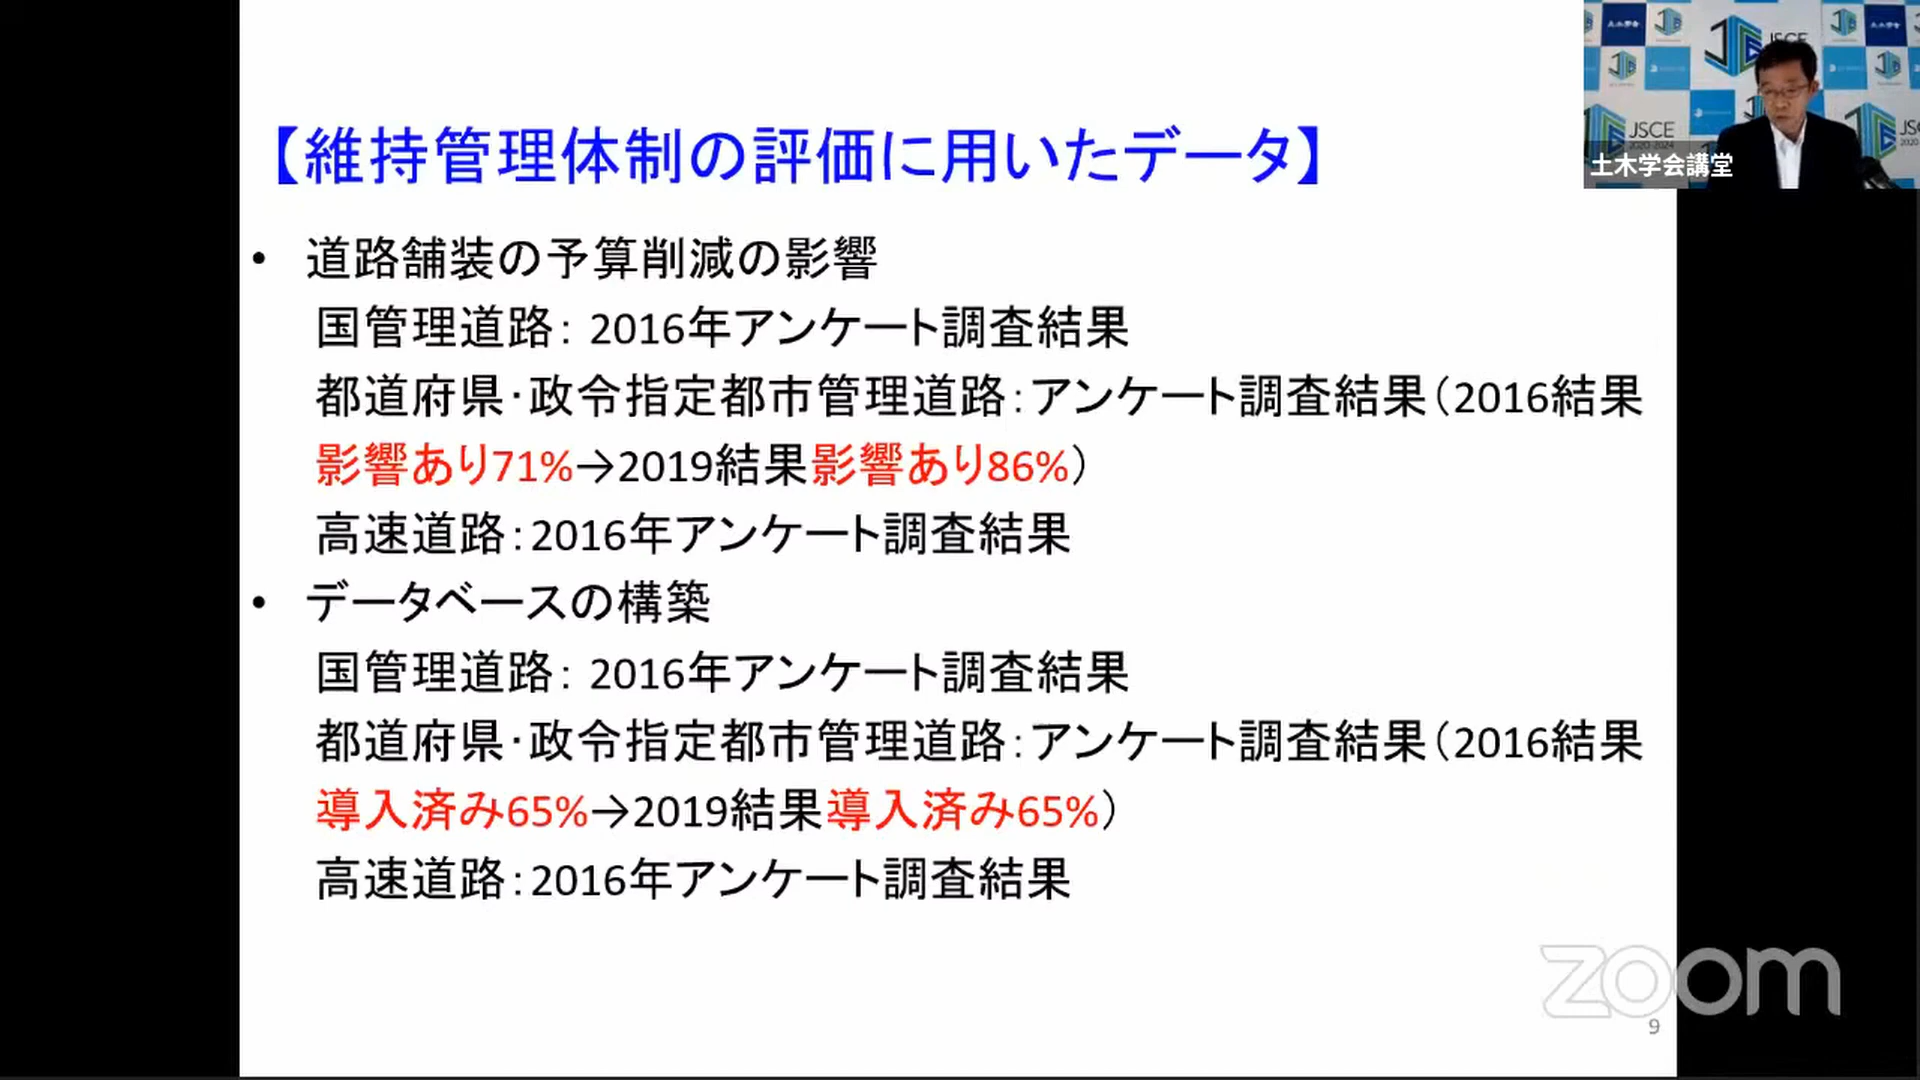 【維持管理体制の評価に用いたデータ】
• 道路舗装の予算削減の影響
国管理道路: 2016年アンケート調査結果
都道府県・政令指定都市管理道路:アンケート調査結果(2016結果
影響あり71%→2019結果影響あり86%)
高速道路:2016年アンケート調査結果
• データベースの構築
国管理道路: 2016年アンケート調査結果
都道府県・政令指定都市管理道路:アンケート調査結果(2016結果
導入済み65%→2019結果導入済み65%)
高速道路:2016年アンケート調査結果
9
zoom
JSCE
JSCE
2020-2024
土木学会
土木学会講堂